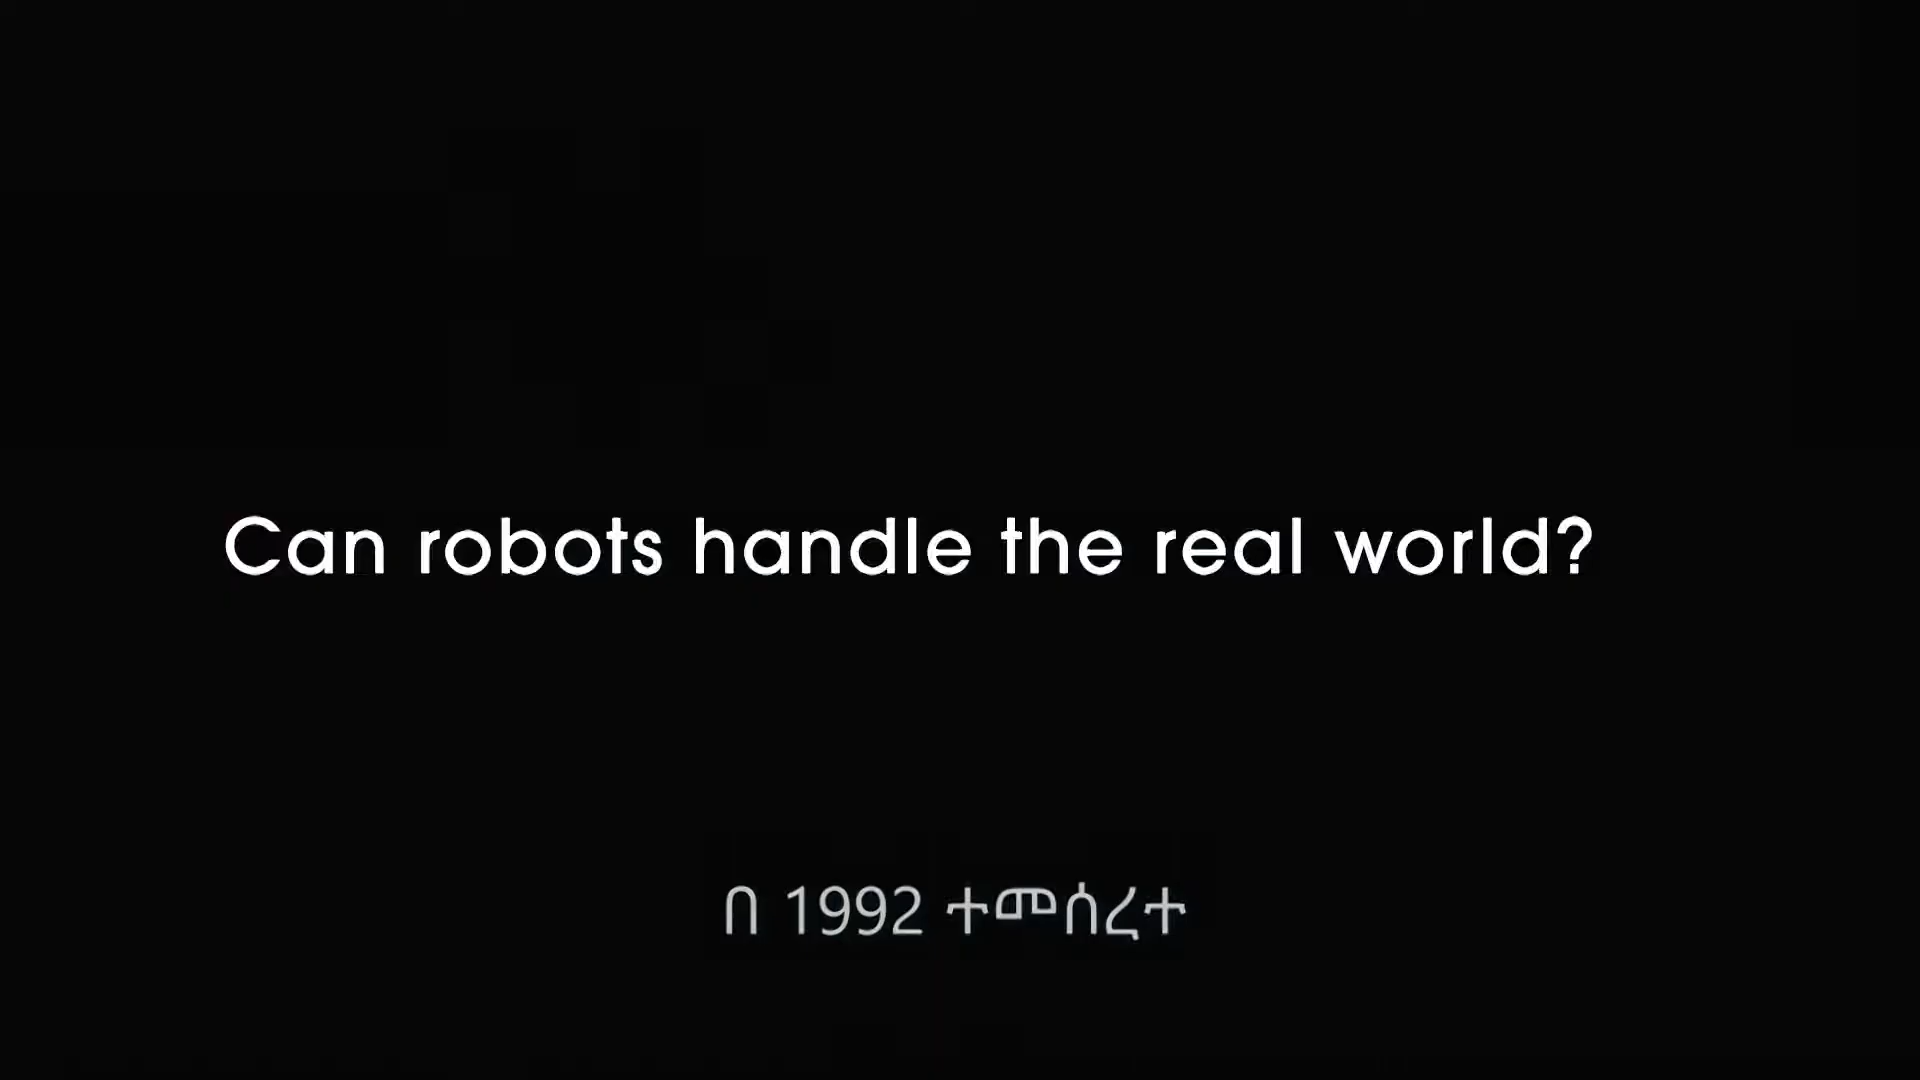 Can robots handle the real world?
በ 1992 ተመሰረተ